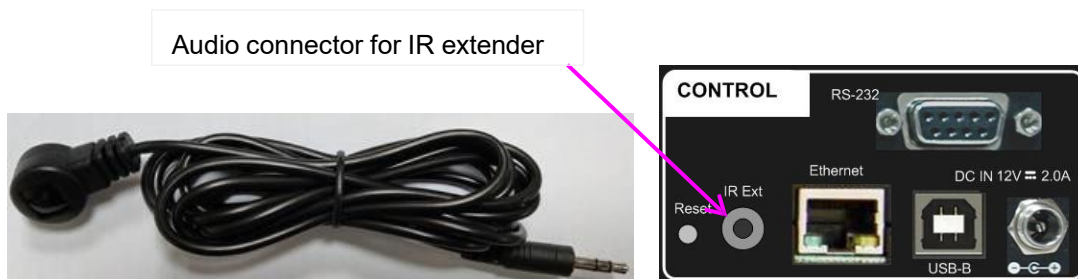 Audio connector for IR extender
CONTROL
RS-232
Ethernet
DC IN 12V ⎓ 2.0A
IR Ext
Reset
USB-B